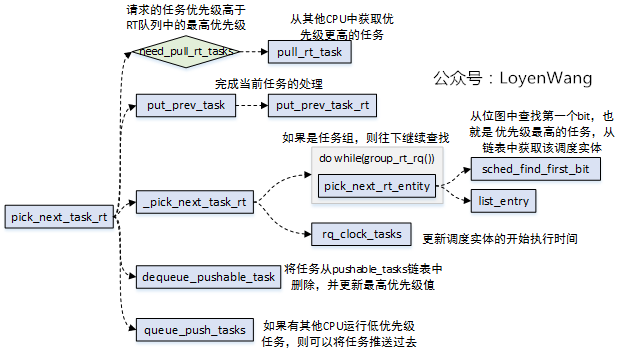 请求的任务优先级高于
RT队列中的最高优先级
need_pull_rt_tasks
从其他CPU中获取优
先级更高的任务
pull_rt_task
公众号：LoyenWang
完成当前任务的处理
put_prev_task
put_prev_task_rt
如果是任务组，则往下继续查找
do while(group_rt_rq())
pick_next_rt_entity
从位图中查找第一个bit，也
就是 优先级最高的任务，从
链表中获取该调度实体
sched_find_first_bit
list_entry
pick_next_task_rt
_pick_next_task_rt
rq_clock_tasks
更新调度实体的开始执行时间
dequeue_pushable_task
将任务从pushable_tasks链表中
删除，并更新最高优先级值
queue_push_tasks
如果有其他CPU运行低优先级
任务，则可以将任务推送过去